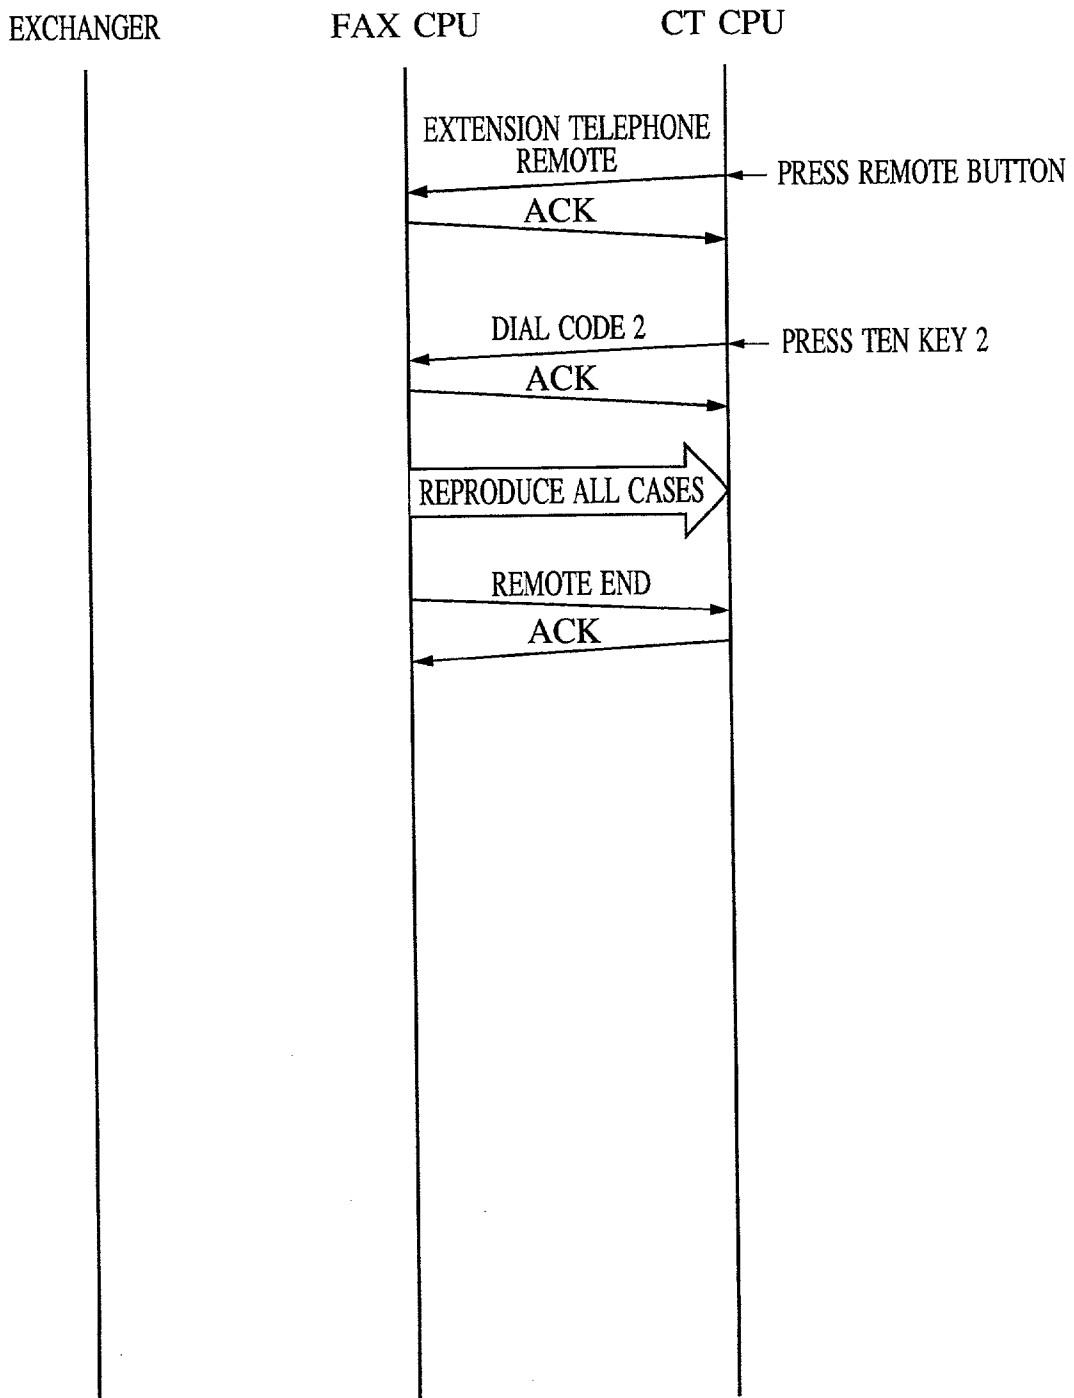 EXCHANGER
FAX CPU
CT CPU
EXTENSION TELEPHONE
REMOTE
PRESS REMOTE BUTTON
ACK
DIAL CODE 2
PRESS TEN KEY 2
ACK
REPRODUCE ALL CASES
REMOTE END
ACK